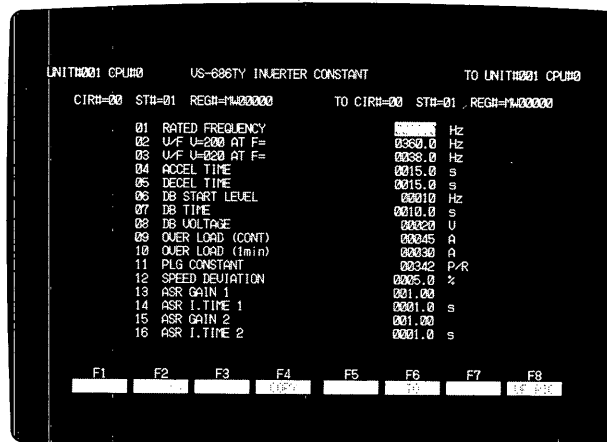 UNIT#001 CPU#0 VS-686TY INVERTER CONSTANT TO UNIT#001 CPU#0
CIR#=00 ST#=01 REG#=MW00000 TO CIR#=00 ST#=01 REG#=MW00000
01 RATED FREQUENCY Hz
02 V/F V=200 AT F= 0360.0 Hz
03 V/F V=020 AT F= 0038.0 Hz
04 ACCEL TIME 0015.0 s
05 DECEL TIME 0015.0 s
06 DB START LEVEL 00010 Hz
07 DB TIME 0010.0 s
08 DB VOLTAGE 00020 V
09 OVER LOAD (CONT) 00045 A
10 OVER LOAD (1min) 00030 A
11 PLG CONSTANT 00342 P/R
12 SPEED DEVIATION 0005.0 %
13 ASR GAIN 1 001.00
14 ASR I.TIME 1 0001.0 s
15 ASR GAIN 2 001.00
16 ASR I.TIME 2 0001.0 s
F1 F2 F3 F4 F5 F6 F7 F8
COPY TO